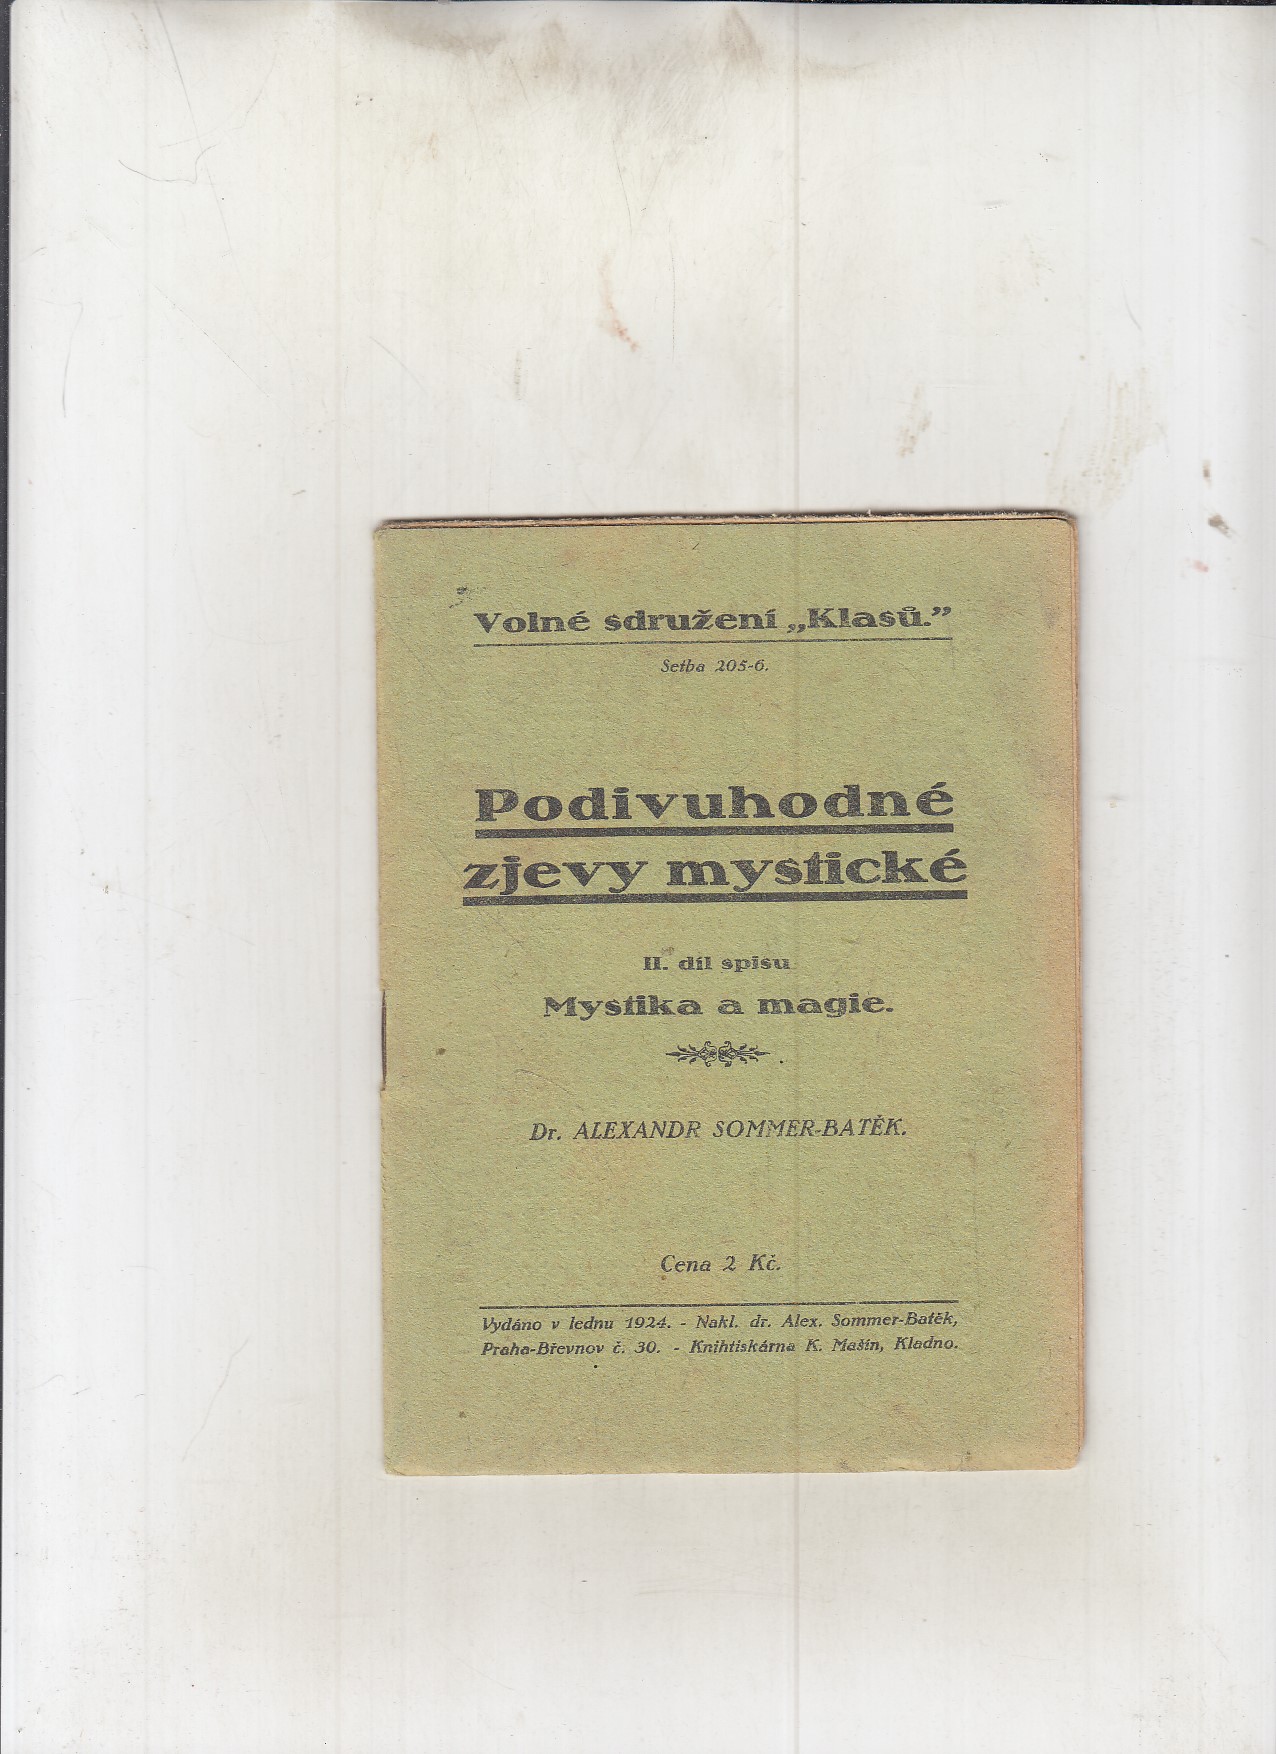 Volné sdružení „Klasů.”
Setba 205-6.
Podivuhodné
zjevy mystické
II. díl spisu
Mystika a magie.
Dr. ALEXANDR SOMMER-BATĚK.
Cena 2 Kč.
Vydáno v lednu 1924. - Nakl. dr. Alex. Sommer-Batěk,
Praha-Břevnov č. 30. - Knihtiskárna K. Mašín, Kladno.